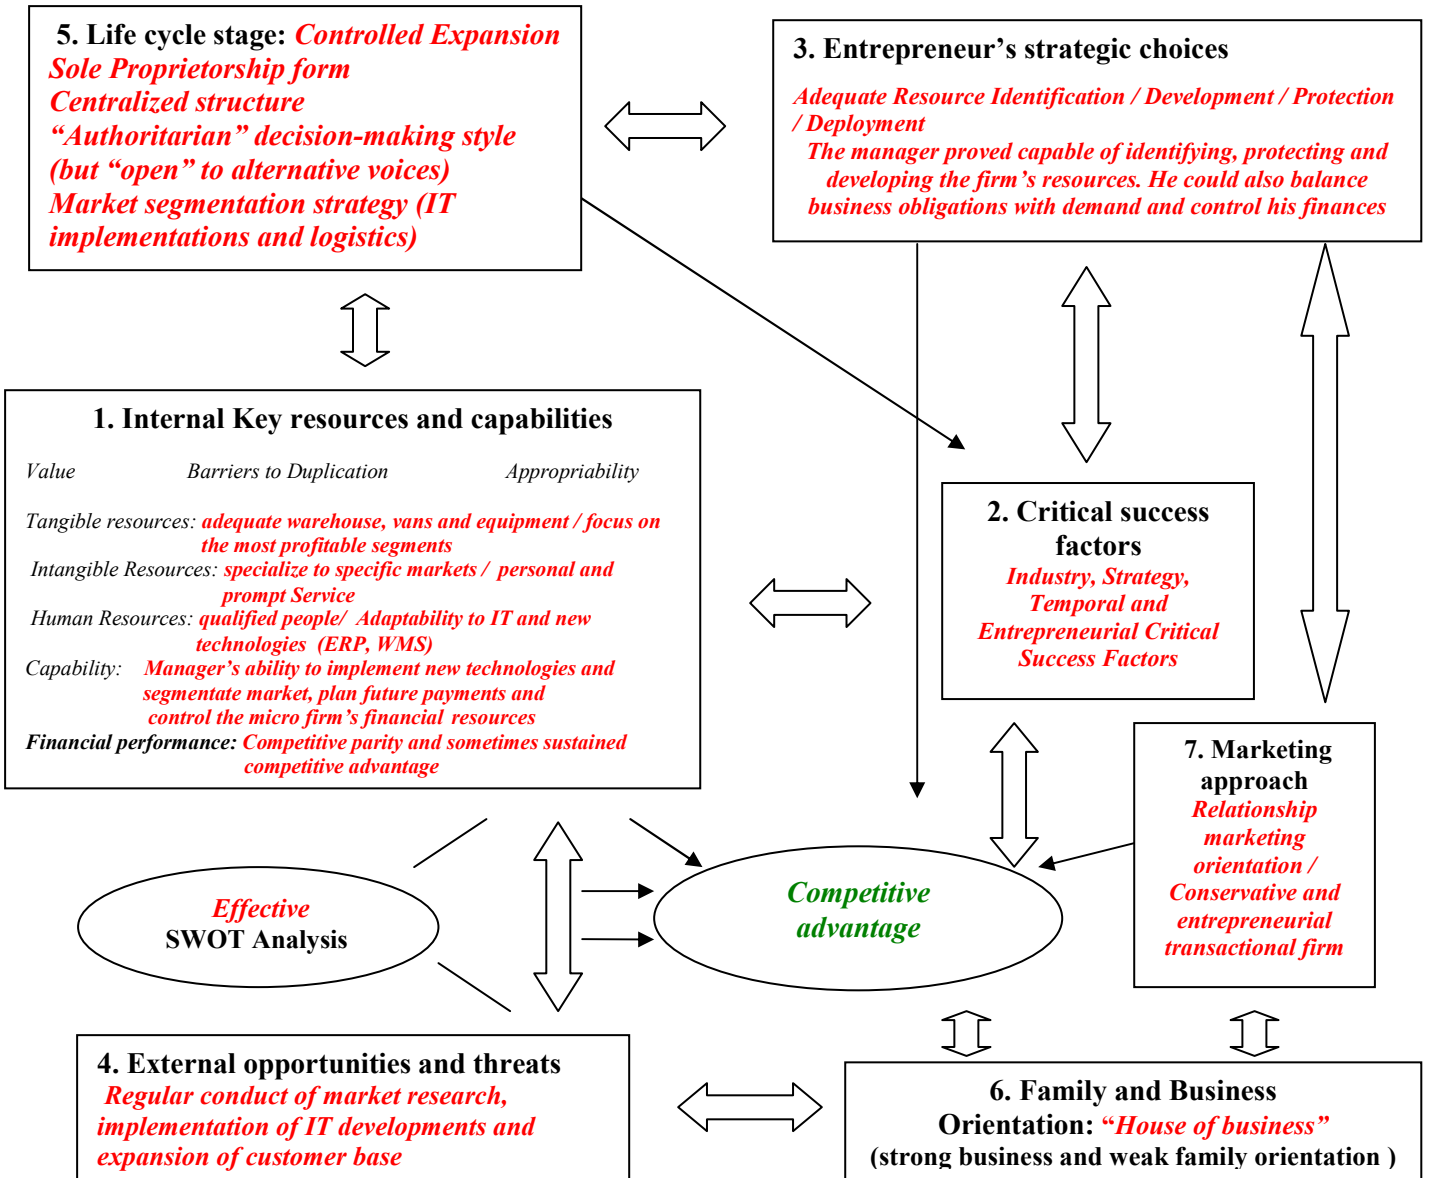 5. Life cycle stage: Controlled Expansion
Sole Proprietorship form
Centralized structure
“Authoritarian” decision-making style
(but “open” to alternative voices)
Market segmentation strategy (IT
implementations and logistics)
3. Entrepreneur’s strategic choices
Adequate Resource Identification / Development / Protection
/ Deployment
The manager proved capable of identifying, protecting and
developing the firm’s resources. He could also balance
business obligations with demand and control his finances
1. Internal Key resources and capabilities
Value Barriers to Duplication Appropriability
Tangible resources: adequate warehouse, vans and equipment / focus on
the most profitable segments
Intangible Resources: specialize to specific markets / personal and
prompt Service
Human Resources: qualified people/ Adaptability to IT and new
technologies (ERP, WMS)
Capability: Manager’s ability to implement new technologies and
segmentate market, plan future payments and
control the micro firm’s financial resources
Financial performance: Competitive parity and sometimes sustained
competitive advantage
2. Critical success
factors
Industry, Strategy,
Temporal and
Entrepreneurial Critical
Success Factors
7. Marketing
approach
Relationship
marketing
orientation /
Conservative and
entrepreneurial
transactional firm
Effective
SWOT Analysis
Competitive
advantage
4. External opportunities and threats
Regular conduct of market research,
implementation of IT developments and
expansion of customer base
6. Family and Business
Orientation: “House of business”
(strong business and weak family orientation )